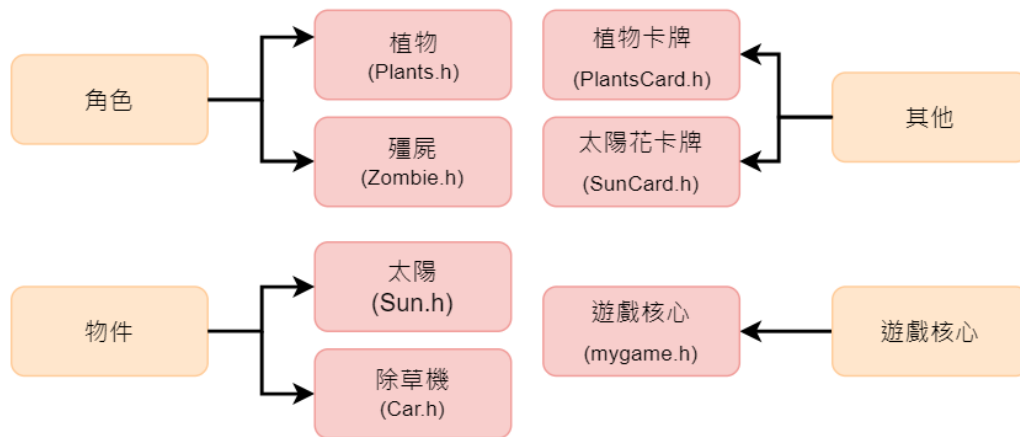 角色
植物
(Plants.h)
殭屍
(Zombie.h)
植物卡牌
(PlantsCard.h)
太陽花卡牌
(SunCard.h)
其他
物件
太陽
(Sun.h)
除草機
(Car.h)
遊戲核心
(mygame.h)
遊戲核心